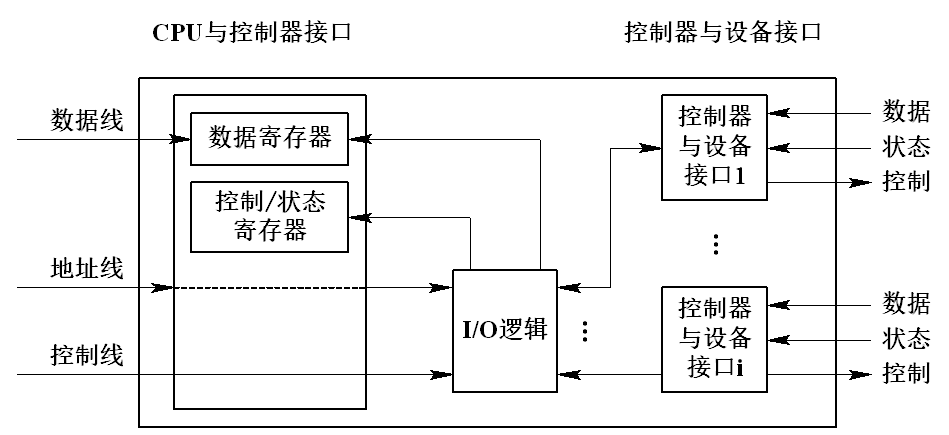 CPU与控制器接口
控制器与设备接口
数据线
数据寄存器
控制/状态
寄存器
地址线
控制线
I/O逻辑
控制器
与设备
接口1
数据
状态
控制
控制器
与设备
接口i
数据
状态
控制